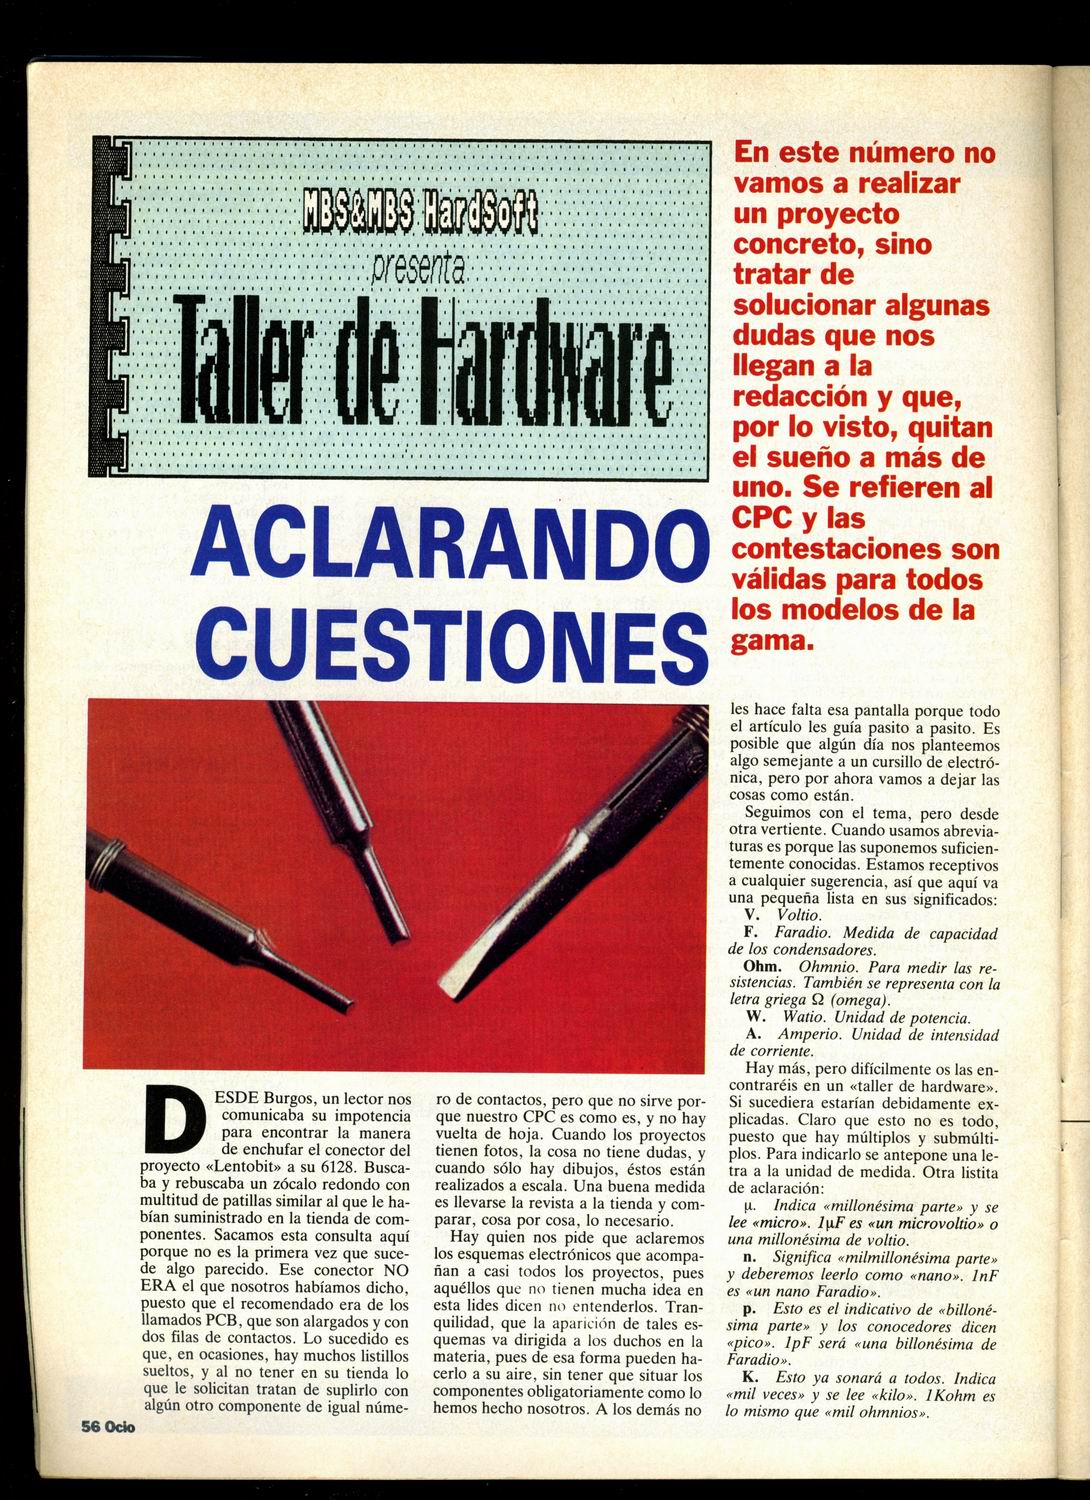 MBS&MBS HardSoft
presenta
Taller de Hardware
En este número no
vamos a realizar
un proyecto
concreto, sino
tratar de
solucionar algunas
dudas que nos
llegan a la
redacción y que,
por lo visto, quitan
el sueño a más de
uno. Se refieren al
CPC y las
contestaciones son
válidas para todos
los modelos de la
gama.
ACLARANDO
CUESTIONES
DESDE Burgos, un lector nos
comunicaba su impotencia
para encontrar la manera
de enchufar el conector del
proyecto «Lentobit» a su 6128. Busca-
ba y rebuscaba un zócalo redondo con
multitud de patillas similar al que le ha-
bían suministrado en la tienda de com-
ponentes. Sacamos esta consulta aquí
porque no es la primera vez que suce-
de algo parecido. Ese conector NO
ERA el que nosotros habíamos dicho,
puesto que el recomendado era de los
llamados PCB, que son alargados y con
dos filas de contactos. Lo sucedido es
que, en ocasiones, hay muchos listillos
sueltos, y al no tener en su tienda lo
que le solicitan tratan de suplirlo con
algún otro componente de igual núme-
ro de contactos, pero que no sirve por-
que nuestro CPC es como es, y no hay
vuelta de hoja. Cuando los proyectos
tienen fotos, la cosa no tiene dudas, y
cuando sólo hay dibujos, éstos están
realizados a escala. Una buena medida
es llevarse la revista a la tienda y com-
parar, cosa por cosa, lo necesario.
Hay quien nos pide que aclaremos
los esquemas electrónicos que acompa-
ñan a casi todos los proyectos, pues
aquéllos que no tienen mucha idea en
esta lides dicen no entenderlos. Tran-
quilidad, que la aparición de tales es-
quemas va dirigida a los duchos en la
materia, pues de esa forma pueden ha-
cerlo a su aire, sin tener que situar los
componentes obligatoriamente como lo
hemos hecho nosotros. A los demás no
les hace falta esa pantalla porque todo
el artículo les guía pasito a pasito. Es
posible que algún día nos planteemos
algo semejante a un cursillo de electró-
nica, pero por ahora vamos a dejar las
cosas como están.
Seguimos con el tema, pero desde
otra vertiente. Cuando usamos abrevia-
turas es porque las suponemos suficien-
temente conocidas. Estamos receptivos
a cualquier sugerencia, así que aquí va
una pequeña lista en sus significados:
V. Voltio.
F. Faradio. Medida de capacidad
de los condensadores.
Ohm. Ohmnio. Para medir las re-
sistencias. También se representa con la
letra griega Ω (omega).
W. Watio. Unidad de potencia.
A. Amperio. Unidad de intensidad
de corriente.
Hay más, pero difícilmente os las en-
contraréis en un «taller de hardware».
Si sucediera estarían debidamente ex-
plicadas. Claro que esto no es todo,
puesto que hay múltiplos y submúlti-
plos. Para indicarlo se antepone una le-
tra a la unidad de medida. Otra listita
de aclaración:
µ. Indica «millonésima parte» y se
lee «micro». 1µF es «un microvoltio» o
una millonésima de voltio.
n. Significa «milmillonésima parte»
y deberemos leerlo como «nano». 1nF
es «un nano Faradio».
p. Esto es el indicativo de «billoné-
sima parte» y los conocedores dicen
«pico». 1pF será «una billonésima de
Faradio».
K. Esto ya sonará a todos. Indica
«mil veces» y se lee «kilo». 1Kohm es
lo mismo que «mil ohmnios».
56 Ocio